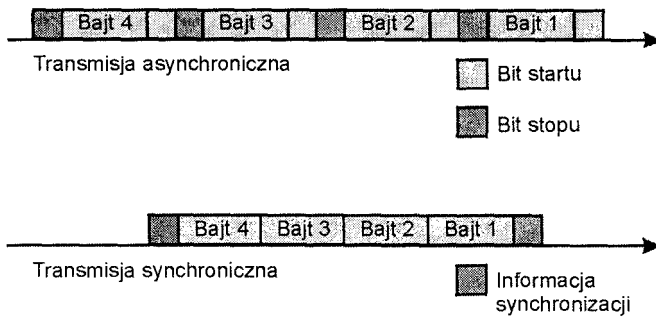 Bajt 4 Bajt 3 Bajt 2 Bajt 1
Transmisja asynchroniczna
Bit startu
Bit stopu
Bajt 4 Bajt 3 Bajt 2 Bajt 1
Transmisja synchroniczna
Informacja
synchronizacji